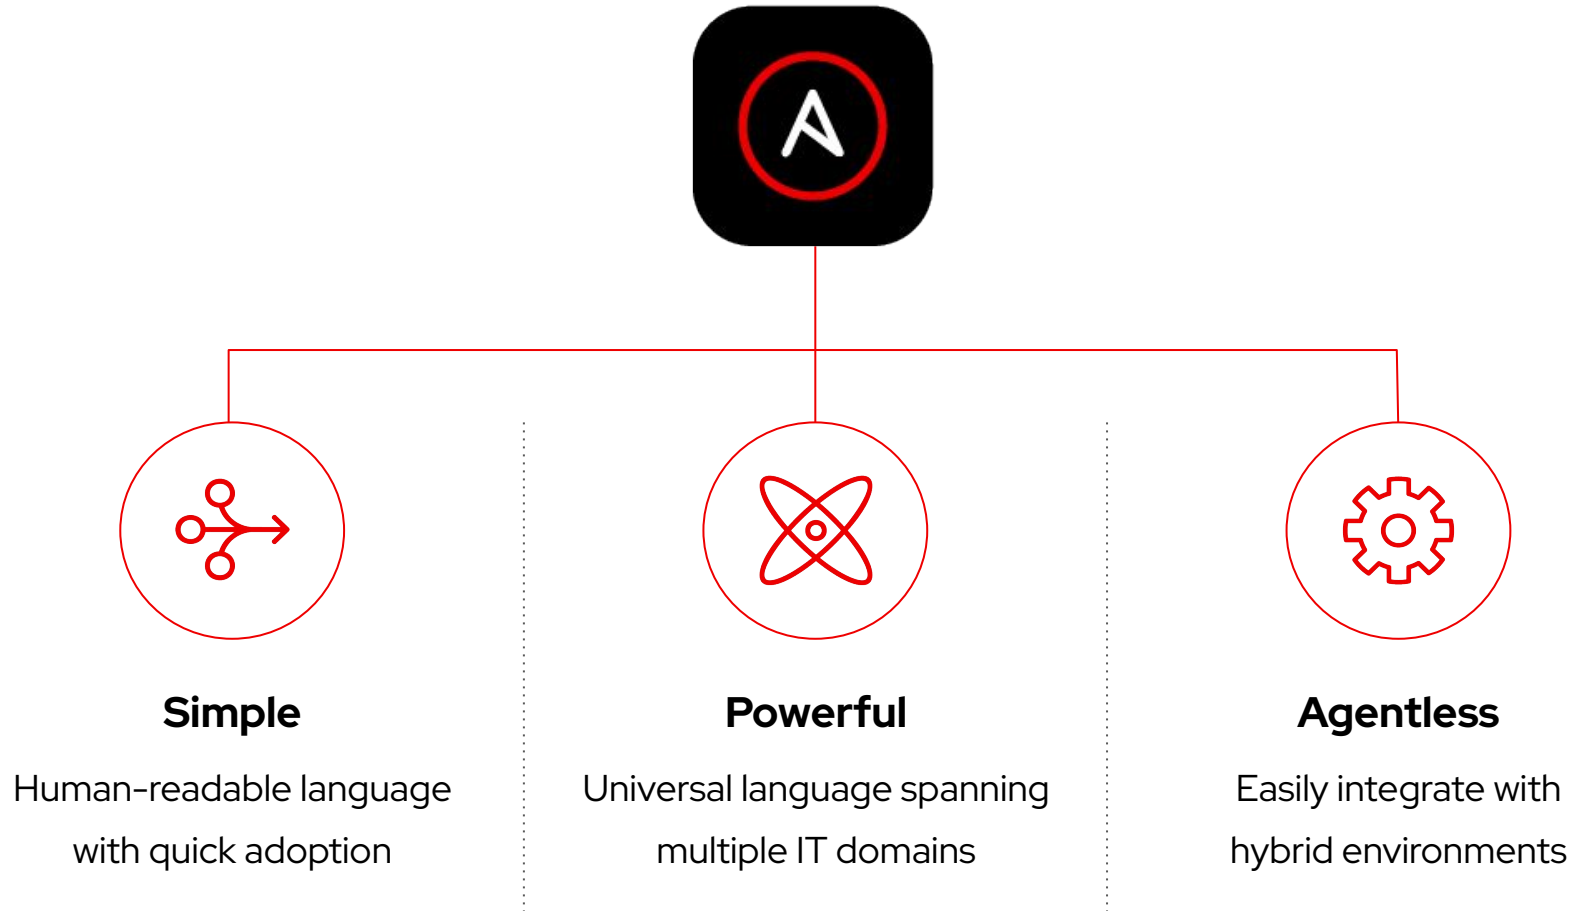 Simple
Human-readable language
with quick adoption
Powerful
Universal language spanning
multiple IT domains
Agentless
Easily integrate with
hybrid environments